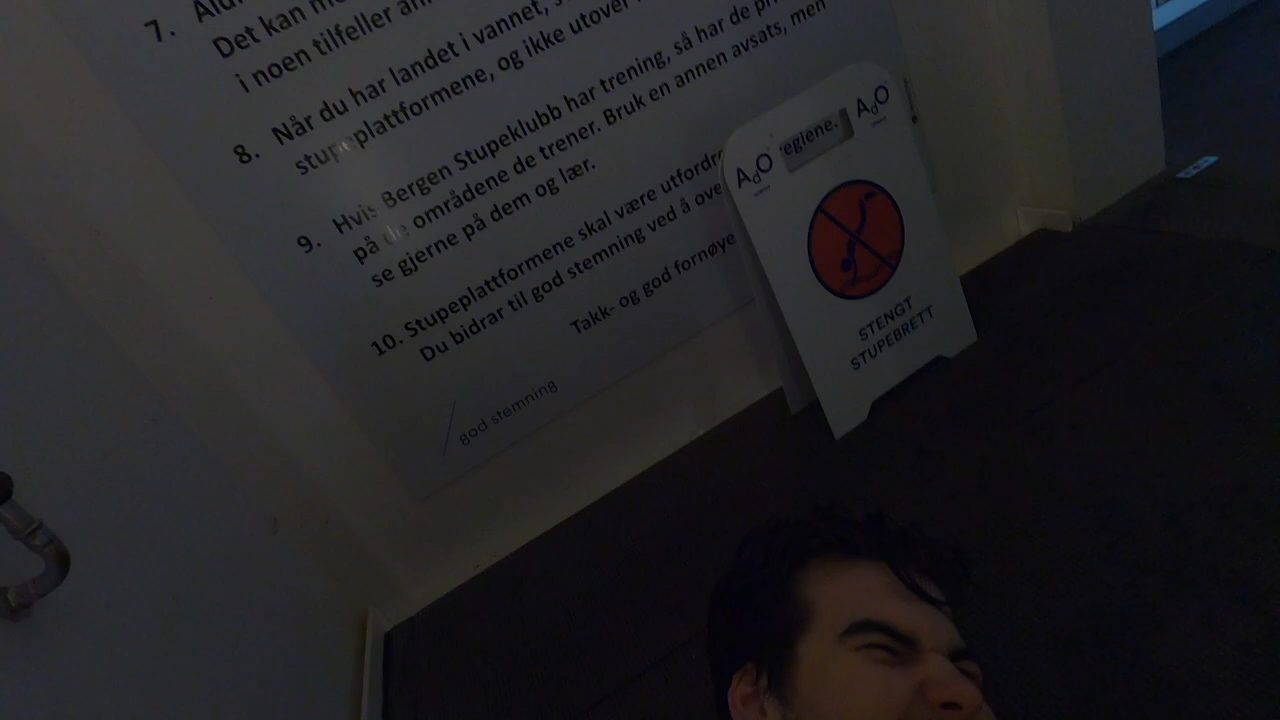 7.
Det kan
i noen tilfeller
8. Når du har landet i vannet,
stupeplattformene, og ikke utover
9. Hvis Bergen Stupeklubb har trening, så har de
på de områdene de trener. Bruk en annen avsats, men
se gjerne på dem og lær.
10. Stupeplattformene skal være
Du bidrar til god stemning ved å
Takk- og god
god stemning
AdO
AdO
STENGT
STUPEBRETT